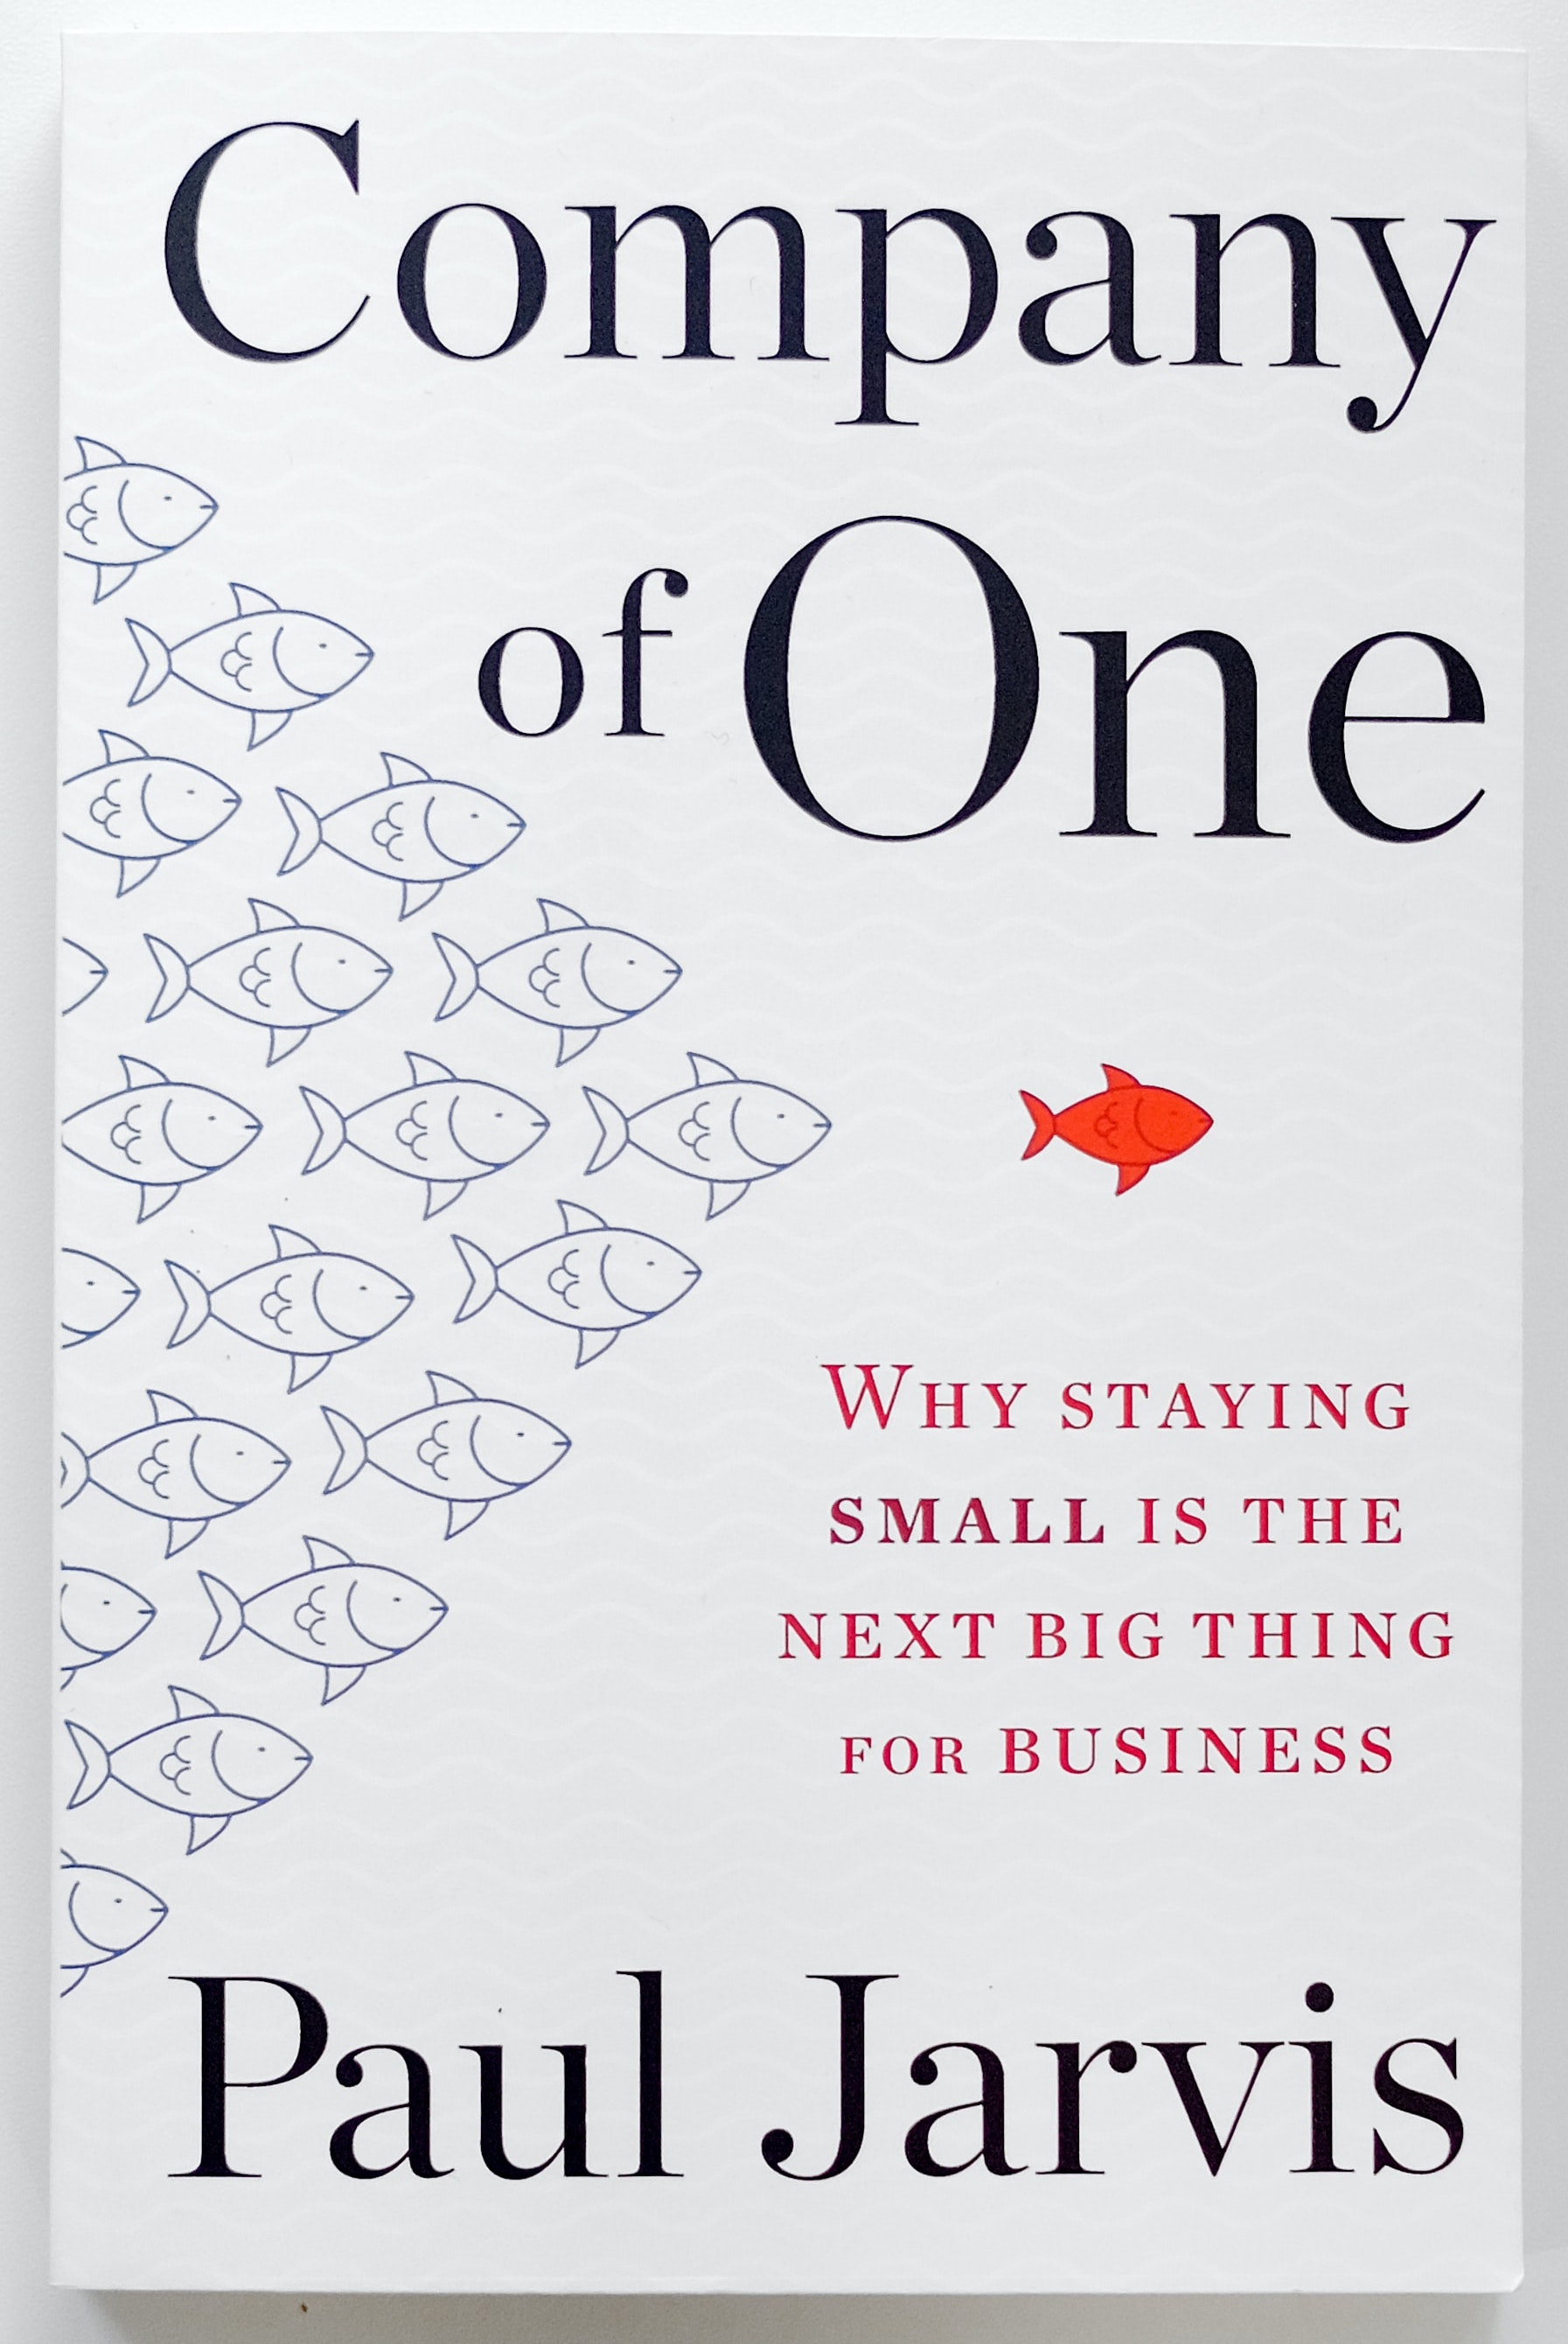 Company
of One
Why staying
small is the
next big thing
for business
Paul Jarvis